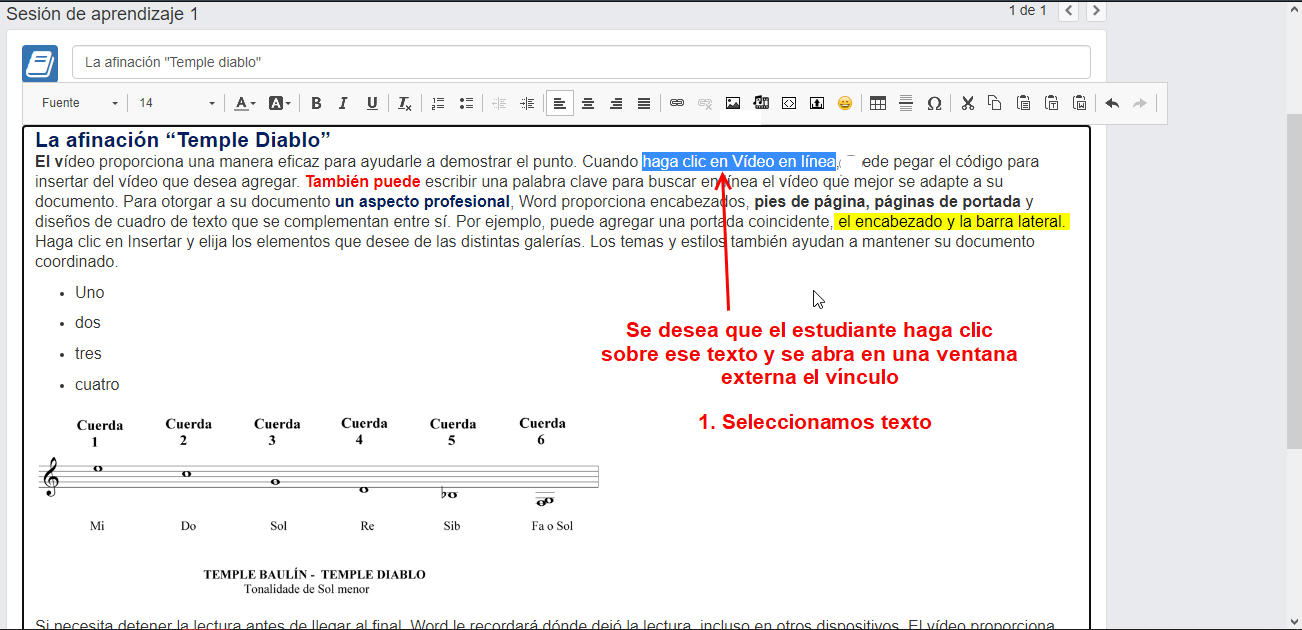 Sesión de aprendizaje 1
1 de 1
La afinación "Temple diablo"
Fuente 14
La afinación “Temple Diablo”
El vídeo proporciona una manera eficaz para ayudarle a demostrar el punto. Cuando haga clic en Vídeo en línea, ede pegar el código para
insertar del vídeo que desea agregar. También puede escribir una palabra clave para buscar en línea el vídeo que mejor se adapte a su
documento. Para otorgar a su documento un aspecto profesional, Word proporciona encabezados, pies de página, páginas de portada y
diseños de cuadro de texto que se complementan entre sí. Por ejemplo, puede agregar una portada coincidente, el encabezado y la barra lateral.
Haga clic en Insertar y elija los elementos que desee de las distintas galerías. Los temas y estilos también ayudan a mantener su documento
coordinado.
• Uno
• dos
• tres
• cuatro
Se desea que el estudiante haga clic
sobre ese texto y se abra en una ventana
externa el vínculo
1. Seleccionamos texto
Cuerda Cuerda Cuerda Cuerda Cuerda Cuerda
1 2 3 4 5 6
Mi Do Sol Re Sib Fa o Sol
TEMPLE BAULÍN - TEMPLE DIABLO
Tonalidade de Sol menor
Si necesita detener la lectura antes de llegar al final, Word le recordará dónde dejó la lectura, incluso en otros dispositivos. El vídeo proporciona